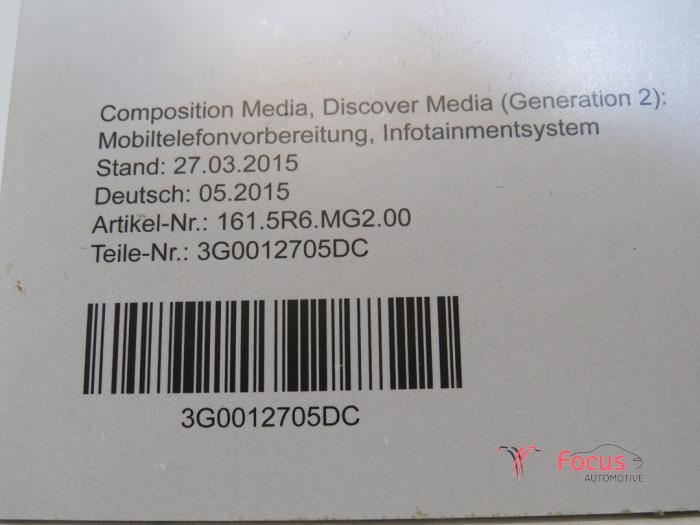 Composition Media, Discover Media (Generation 2):
Mobiltelefonvorbereitung, Infotainmentsystem
Stand: 27.03.2015
Deutsch: 05.2015
Artikel-Nr.: 161.5R6.MG2.00
Teile-Nr.: 3G0012705DC
3G0012705DC
Focus
AUTOMOTIVE